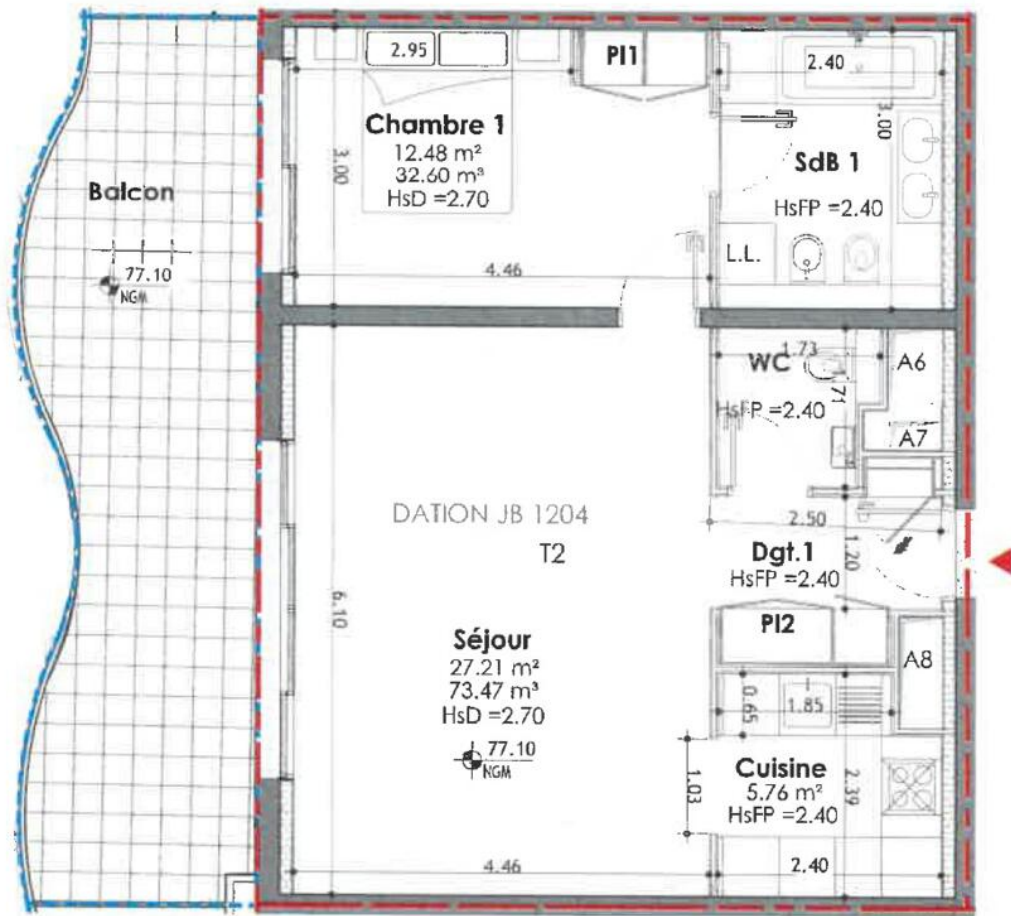 2.95
Pl1
2.40
Chambre 1
12.48 m²
32.60 m³
HsD =2.70
3.00
3.00
SdB 1
HsFP =2.40
Balcon
77.10
NGM
4.46
L.L.
1.73
WC
71
HsFP =2.40
A6
A7
DATION JB 1204
T2
2.50
Dgt.1
HsFP =2.40
1.20
6.10
Séjour
27.21 m²
73.47 m³
HsD =2.70
77.10
NGM
Pl2
A8
0.65
1.85
1.03
Cuisine
5.76 m²
HsFP =2.40
2.39
4.46
2.40